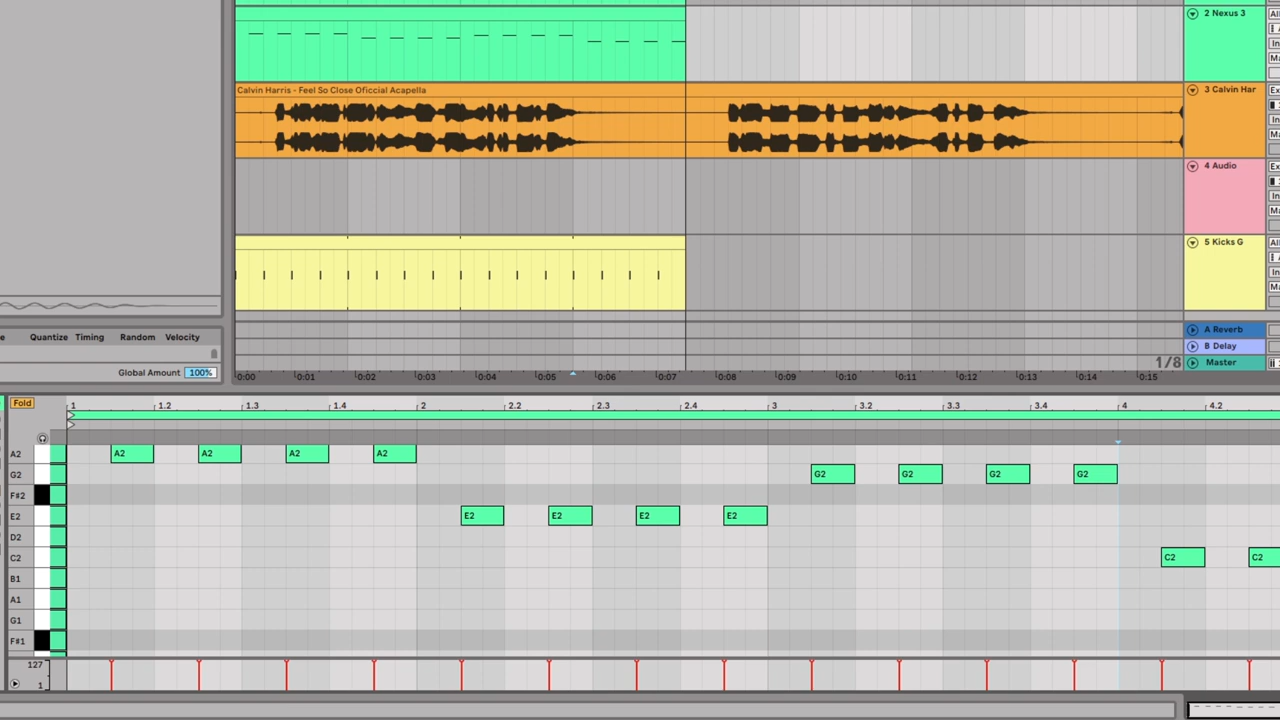 2 Nexus 3
Calvin Harris - Feel So Close Oficcial Acapella
3 Calvin Har
4 Audio
5 Kicks G
Quantize Timing Random Velocity
A Reverb
B Delay
Global Amount 100%
1/8
Master
0:00 0:01 0:02 0:03 0:04 0:05 0:06 0:07 0:08 0:09 0:10 0:11 0:12 0:13 0:14 0:15
Fold 1 1.2 1.3 1.4 2 2.2 2.3 2.4 3 3.2 3.3 3.4 4 4.2
A2 A2 A2 A2 A2
G2 G2 G2 G2 G2
F#2
E2 E2 E2 E2 E2
D2
C2 C2 C2
B1
A1
G1
F#1
127
1